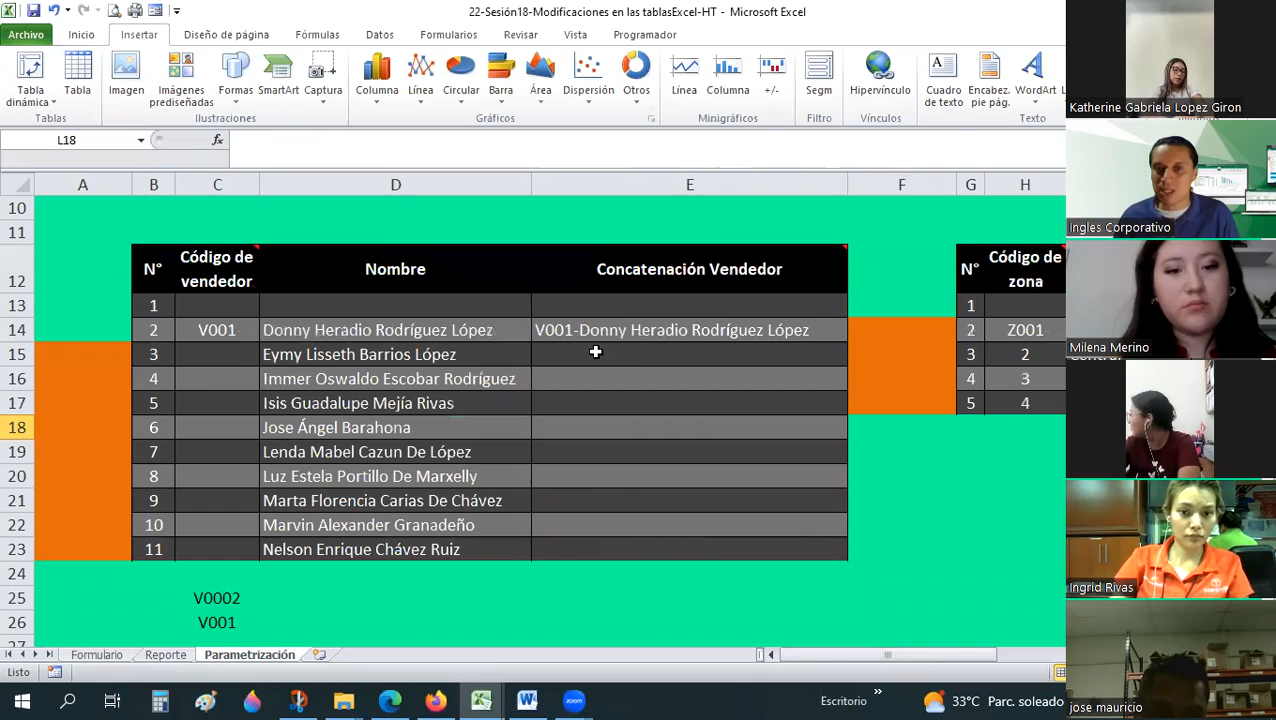 22-Sesión18-Modificaciones en las tablasExcel-HT - Microsoft Excel
Archivo Inicio Insertar Diseño de página Fórmulas Datos Formularios Revisar Vista Programador
Tabla dinámica Tabla Imagen Imágenes prediseñadas Formas SmartArt Captura Columna Línea Circular Barra Área Dispersión Otros Línea Columna +/- Segm Hipervínculo Cuadro de texto Encabez. pie pág. WordArt
Tablas Ilustraciones Gráficos Minigráficos Filtro Vínculos
L18 fx
A B C D E F G H
10
11
12 N° Código de vendedor Nombre Concatenación Vendedor N° Código de zona
13 1 1
14 2 V001 Donny Heradio Rodríguez López V001-Donny Heradio Rodríguez López 2 Z001
15 3 Eymy Lisseth Barrios López 3 2
16 4 Immer Oswaldo Escobar Rodríguez 4 3
17 5 Isis Guadalupe Mejía Rivas 5 4
18 6 Jose Ángel Barahona
19 7 Lenda Mabel Cazun De López
20 8 Luz Estela Portillo De Marxelly
21 9 Marta Florencia Carias De Chávez
22 10 Marvin Alexander Granadeño
23 11 Nelson Enrique Chávez Ruiz
24
25 V0002
26 V001
27
Formulario Reporte Parametrización
Listo
Escritorio » 33°C Parc. soleado
zoom
Katherine Gabriela Lopez Giron
Ingles Corporativo
Milena Merino
Ingrid Rivas
jose mauricio